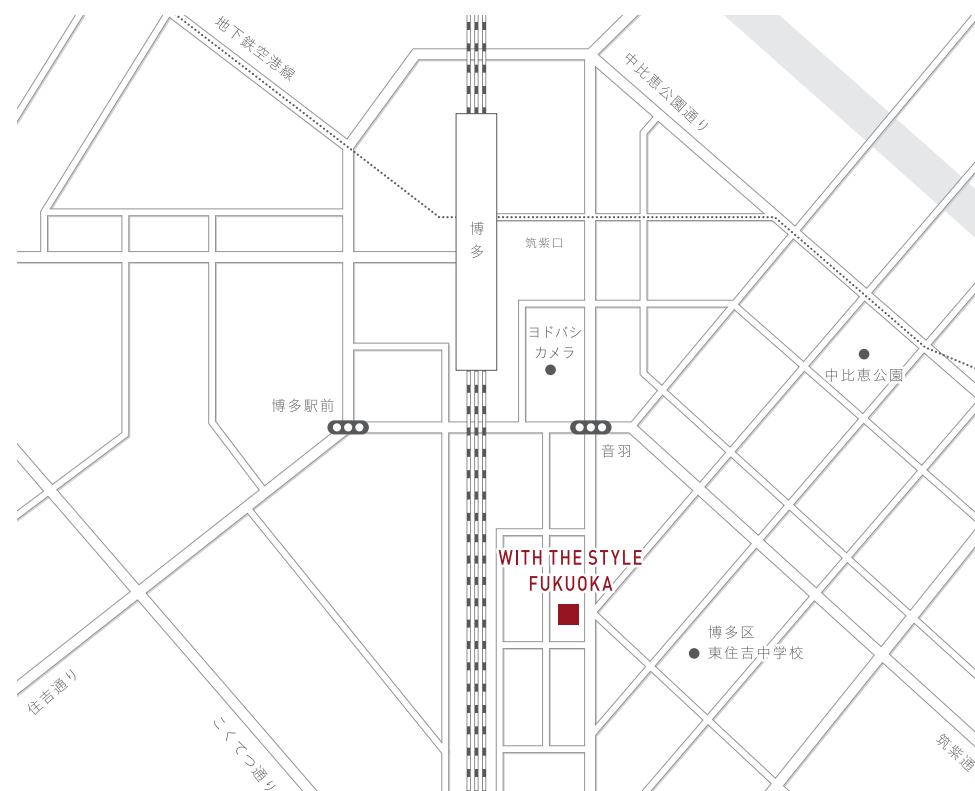 地下鉄空港線
中比恵公園通り
博多
筑紫口
ヨドバシ
カメラ
中比恵公園
博多駅前
音羽
WITH THE STYLE
FUKUOKA
博多区
東住吉中学校
住吉通り
こくてつ通り
筑紫通